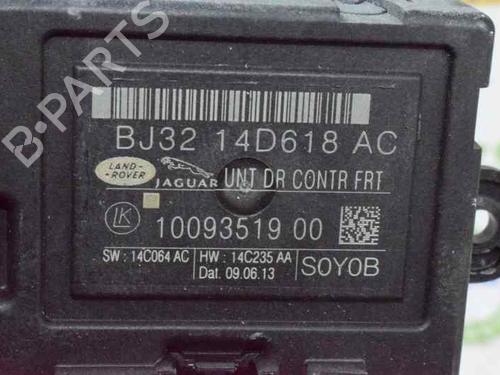 B-PARTS
BJ32 14D618 AC
LAND-
-ROVER
JAGUAR UNT DR CONTR FRT
LK 10093519 00
SW : 14C064 AC HW : 14C235 AA
Dat. 09.06.13
S0Y0B